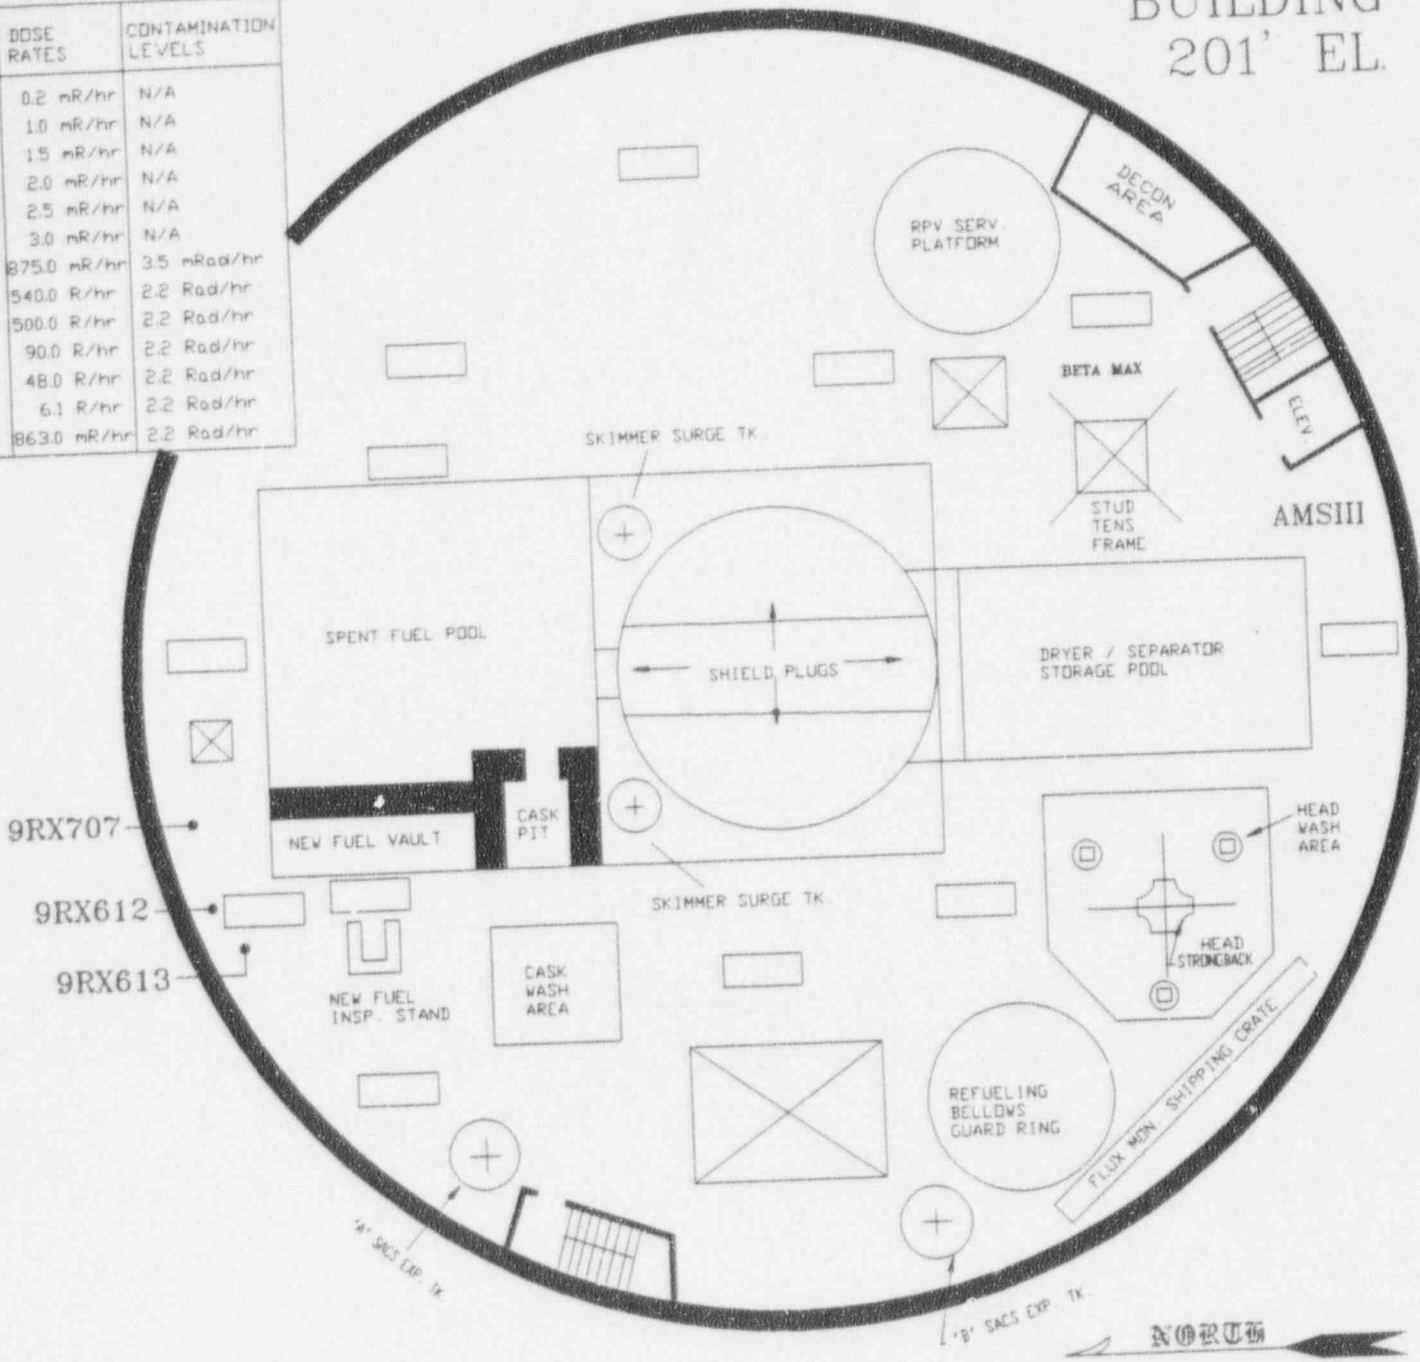 BUILDING
201' EL.
DOSE RATES CONTAMINATION LEVELS
0.2 mR/hr N/A
1.0 mR/hr N/A
1.5 mR/hr N/A
2.0 mR/hr N/A
2.5 mR/hr N/A
3.0 mR/hr N/A
875.0 mR/hr 3.5 mRad/hr
540.0 R/hr 2.2 Rad/hr
500.0 R/hr 2.2 Rad/hr
90.0 R/hr 2.2 Rad/hr
48.0 R/hr 2.2 Rad/hr
6.1 R/hr 2.2 Rad/hr
863.0 mR/hr 2.2 Rad/hr
DECON
AREA
RPV SERV.
PLATFORM
BETA MAX
ELEV.
SKIMMER SURGE TK.
STUD
TENS
FRAME
AMSIII
SPENT FUEL POOL
SHIELD PLUGS
DRYER / SEPARATOR
STORAGE POOL
9RX707
NEW FUEL VAULT
CASK
PIT
HEAD
WASH
AREA
9RX612
SKIMMER SURGE TK.
HEAD
STRONGBACK
9RX613
NEW FUEL
INSP. STAND
CASK
WASH
AREA
REFUELING
BELLOWS
GUARD RING
FLUX MON. SHIPPING CRATE
"A" SACS EXP. TK.
"B" SACS EXP. TK.
NORTH